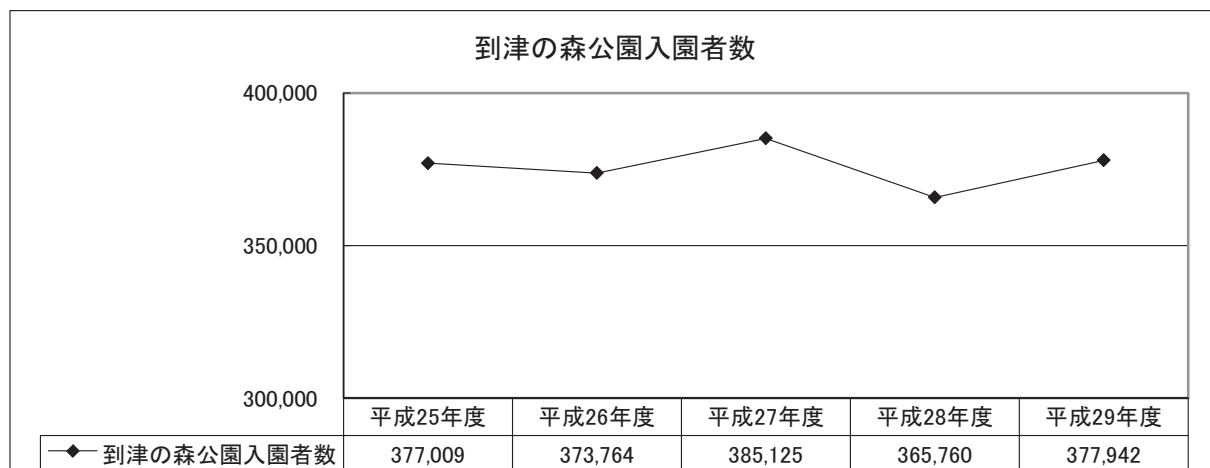 到津の森公園入園者数
400,000
350,000
300,000
平成25年度 平成26年度 平成27年度 平成28年度 平成29年度
到津の森公園入園者数 377,009 373,764 385,125 365,760 377,942